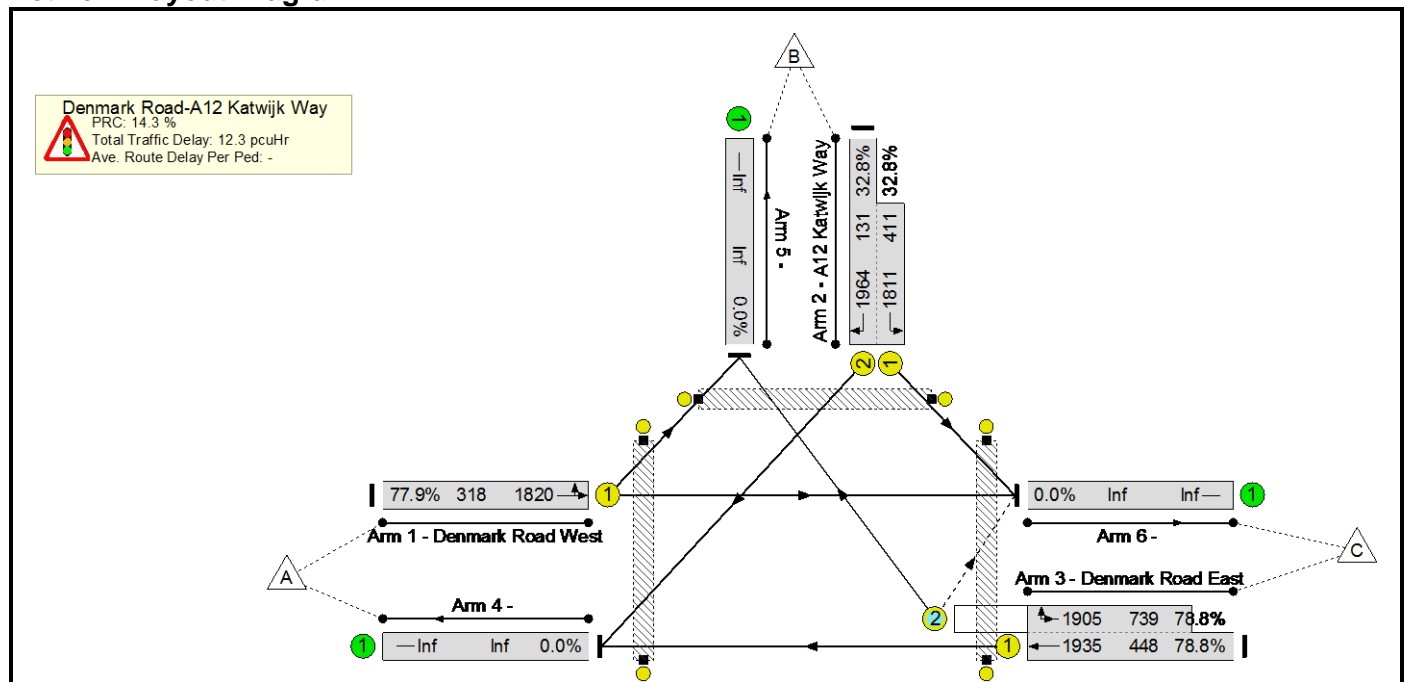 B
Denmark Road-A12 Katwijk Way
PRC: 14.3 %
Total Traffic Delay: 12.3 pcuHr
Ave. Route Delay Per Ped: -
1
Inf Inf 0.0%
Arm 5 -
Arm 2 - A12 Katwijk Way
1964 131 32.8%
1811 411 32.8%
2 1
77.9% 318 1820
1
Arm 1 - Denmark Road West
0.0% Inf Inf
1
Arm 6 -
A
C
Arm 4 -
1
Inf Inf 0.0%
Arm 3 - Denmark Road East
2
1905 739 78.8%
1
1935 448 78.8%